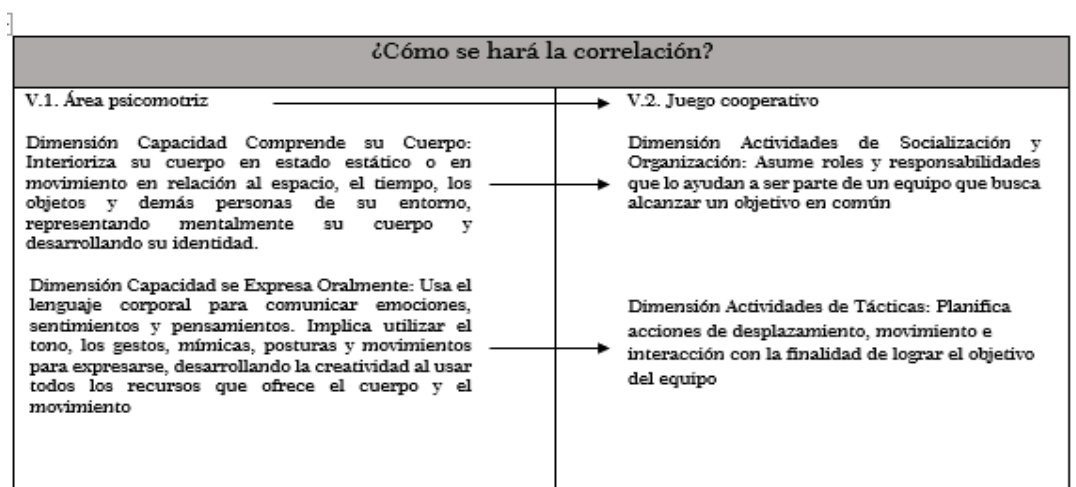 ¿Cómo se hará la correlación?
V.1. Área psicomotriz
Dimensión Capacidad Comprende su Cuerpo:
Interioriza su cuerpo en estado estático o en
movimiento en relación al espacio, el tiempo, los
objetos y demás personas de su entorno,
representando mentalmente su cuerpo y
desarrollando su identidad.
Dimensión Capacidad se Expresa Oralmente: Usa el
lenguaje corporal para comunicar emociones,
sentimientos y pensamientos. Implica utilizar el
tono, los gestos, mímicas, posturas y movimientos
para expresarse, desarrollando la creatividad al usar
todos los recursos que ofrece el cuerpo y el
movimiento
V.2. Juego cooperativo
Dimensión Actividades de Socialización y
Organización: Asume roles y responsabilidades
que lo ayudan a ser parte de un equipo que busca
alcanzar un objetivo en común
Dimensión Actividades de Tácticas: Planifica
acciones de desplazamiento, movimiento e
interacción con la finalidad de lograr el objetivo
del equipo